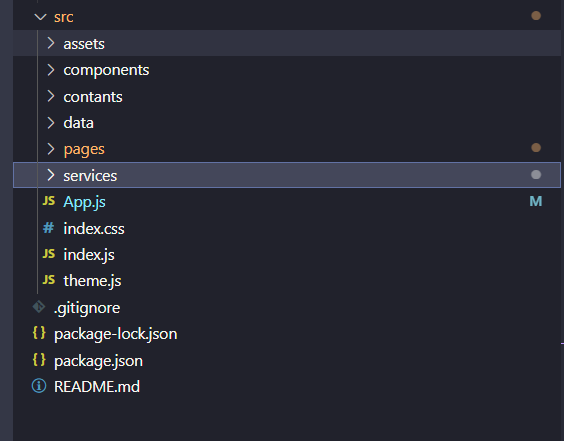 src
assets
components
contants
data
pages
services
JS App.js M
# index.css
JS index.js
JS theme.js
.gitignore
{} package-lock.json
{} package.json
README.md